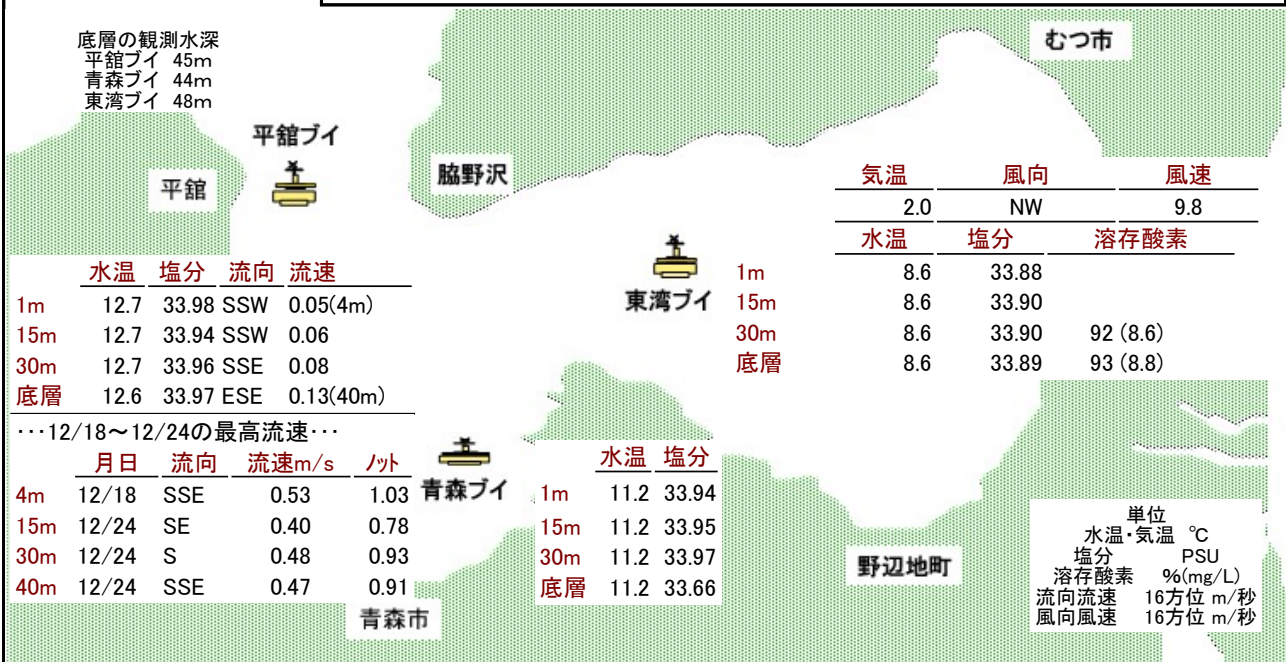 底層の観測水深
平舘ブイ 45m
青森ブイ 44m
東湾ブイ 48m
むつ市
平舘ブイ
平舘
脇野沢
気温 風向 風速
2.0 NW 9.8
水温 塩分 溶存酸素
1m 8.6 33.88
15m 8.6 33.90
30m 8.6 33.90 92 (8.6)
底層 8.6 33.89 93 (8.8)
東湾ブイ
水温 塩分 流向 流速
1m 12.7 33.98 SSW 0.05(4m)
15m 12.7 33.94 SSW 0.06
30m 12.7 33.96 SSE 0.08
底層 12.6 33.97 ESE 0.13(40m)
…12/18～12/24の最高流速…
月日 流向 流速m/s ノット
4m 12/18 SSE 0.53 1.03
15m 12/24 SE 0.40 0.78
30m 12/24 S 0.48 0.93
40m 12/24 SSE 0.47 0.91
青森ブイ
水温 塩分
1m 11.2 33.94
15m 11.2 33.95
30m 11.2 33.97
底層 11.2 33.66
青森市
野辺地町
単位
水温・気温 ℃
塩分 PSU
溶存酸素 %(mg/L)
流向流速 16方位 m/秒
風向風速 16方位 m/秒